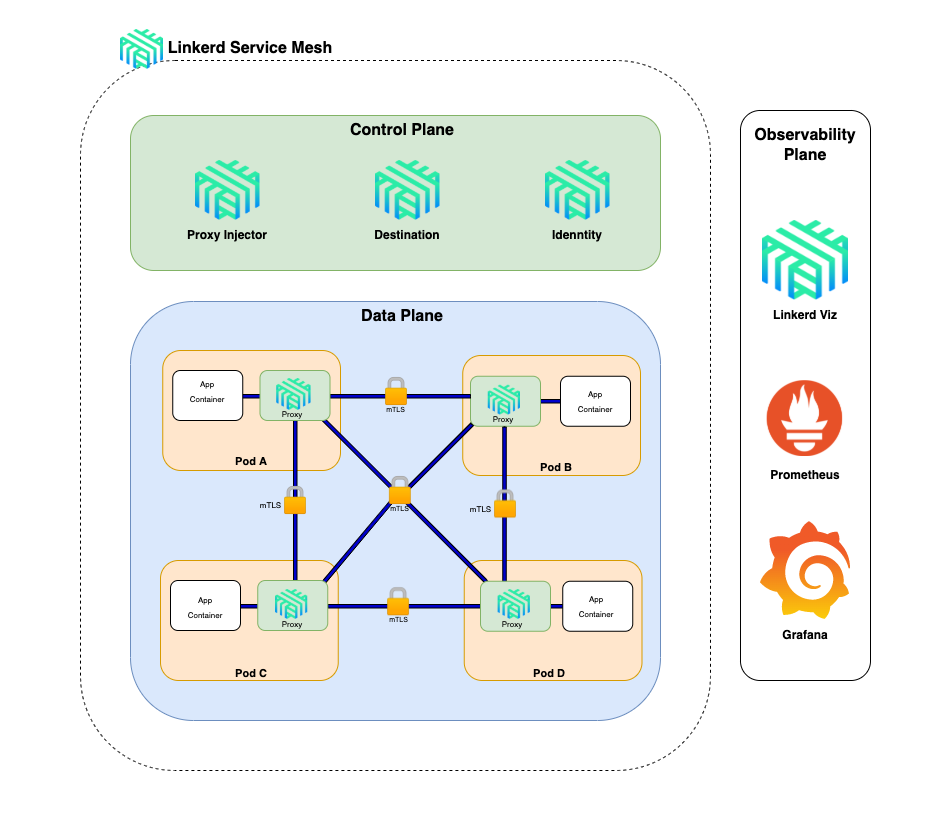 Linkerd Service Mesh
Control Plane
Proxy Injector
Destination
Idenntity
Observability
Plane
Linkerd Viz
Prometheus
Grafana
Data Plane
App
Container
Proxy
Pod A
mTLS
Proxy
App
Container
Pod B
mTLS
mTLS
mTLS
App
Container
Proxy
Pod C
mTLS
Proxy
App
Container
Pod D